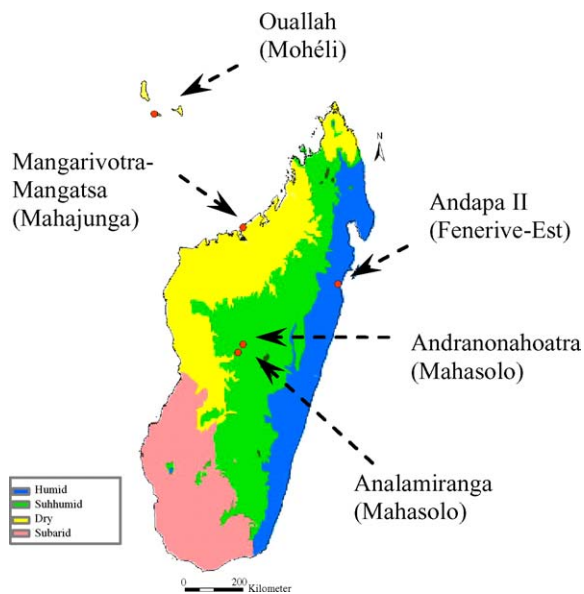 Ouallah
(Mohéli)
N
Mangarivotra-
Mangatsa
(Mahajunga)
Andapa II
(Fenerive-Est)
Andranonahoatra
(Mahasolo)
Analamiranga
(Mahasolo)
Humid
Suhhumid
Dry
Subarid
0 200 Kilometer